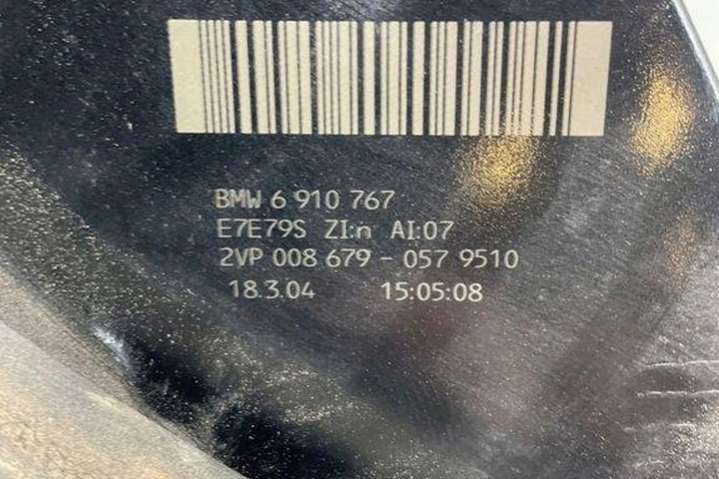 BMW 6 910 767
E7E79S ZI:n AI:07
2VP 008 679 - 057 9510
18.3.04 15:05:08